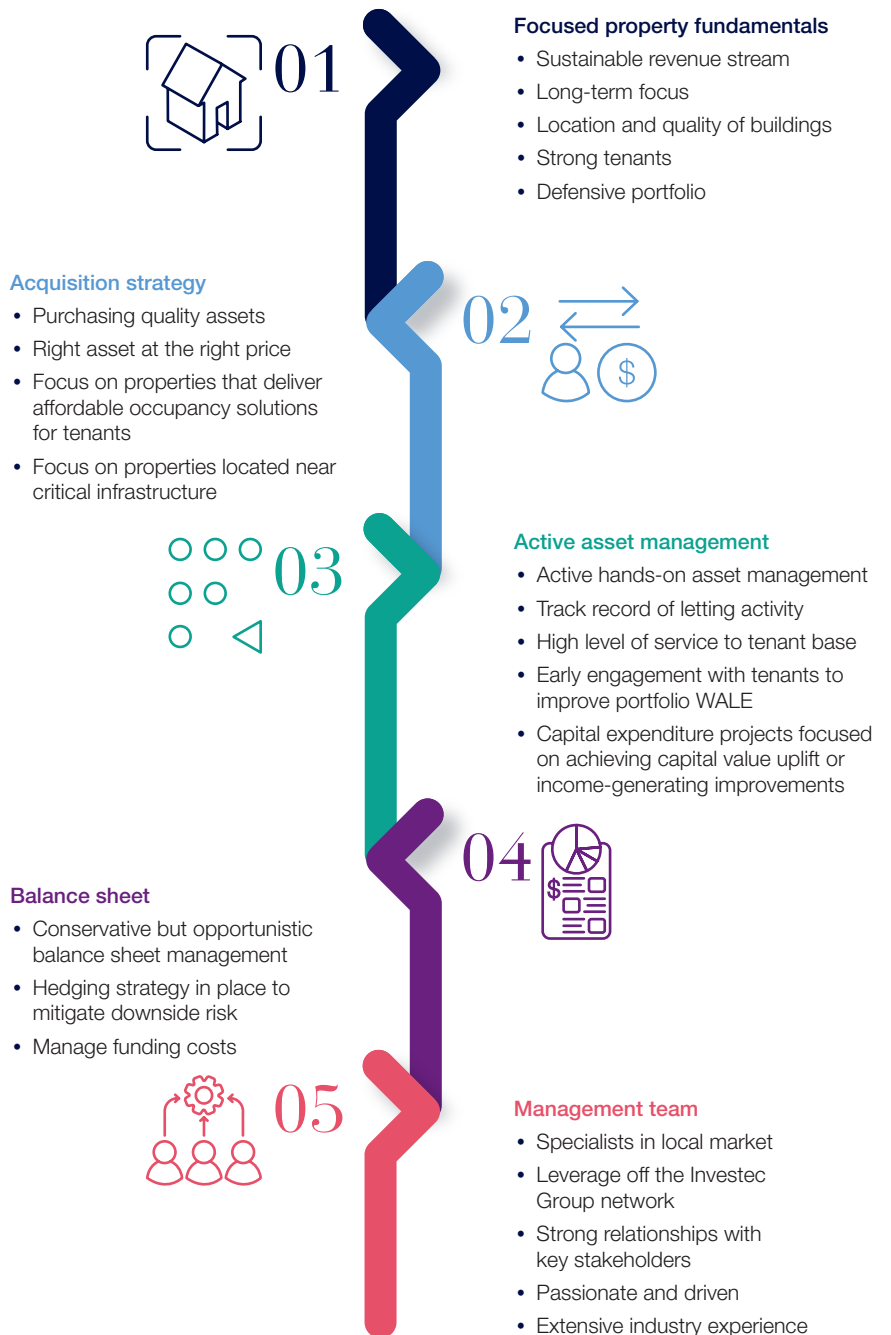 01
Focused property fundamentals
• Sustainable revenue stream
• Long-term focus
• Location and quality of buildings
• Strong tenants
• Defensive portfolio
Acquisition strategy
• Purchasing quality assets
• Right asset at the right price
• Focus on properties that deliver
affordable occupancy solutions
for tenants
• Focus on properties located near
critical infrastructure
02
$
03
Active asset management
• Active hands-on asset management
• Track record of letting activity
• High level of service to tenant base
• Early engagement with tenants to
improve portfolio WALE
• Capital expenditure projects focused
on achieving capital value uplift or
income-generating improvements
04
$
Balance sheet
• Conservative but opportunistic
balance sheet management
• Hedging strategy in place to
mitigate downside risk
• Manage funding costs
05
Management team
• Specialists in local market
• Leverage off the Investec
Group network
• Strong relationships with
key stakeholders
• Passionate and driven
• Extensive industry experience